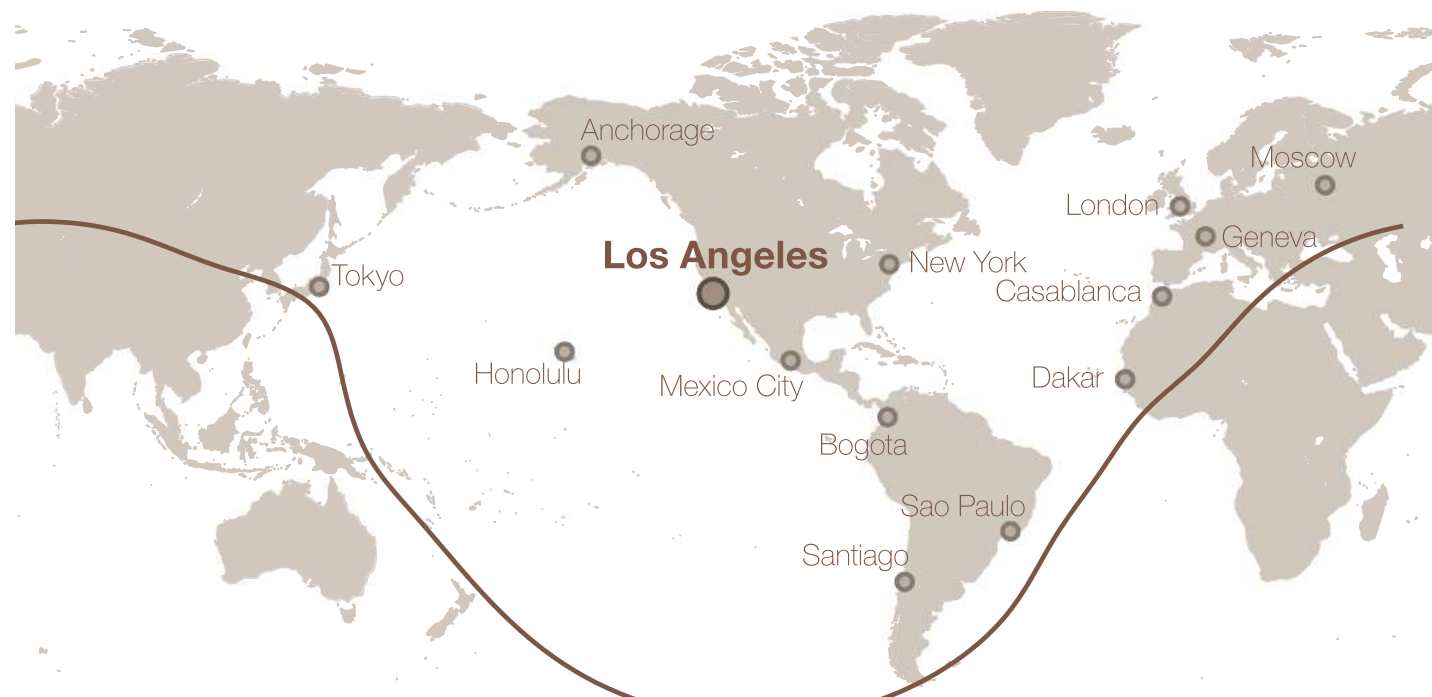 Anchorage
Moscow
London
Geneva
Los Angeles
New York
Tokyo
Casablanca
Honolulu
Mexico City
Dakar
Bogota
Sao Paulo
Santiago